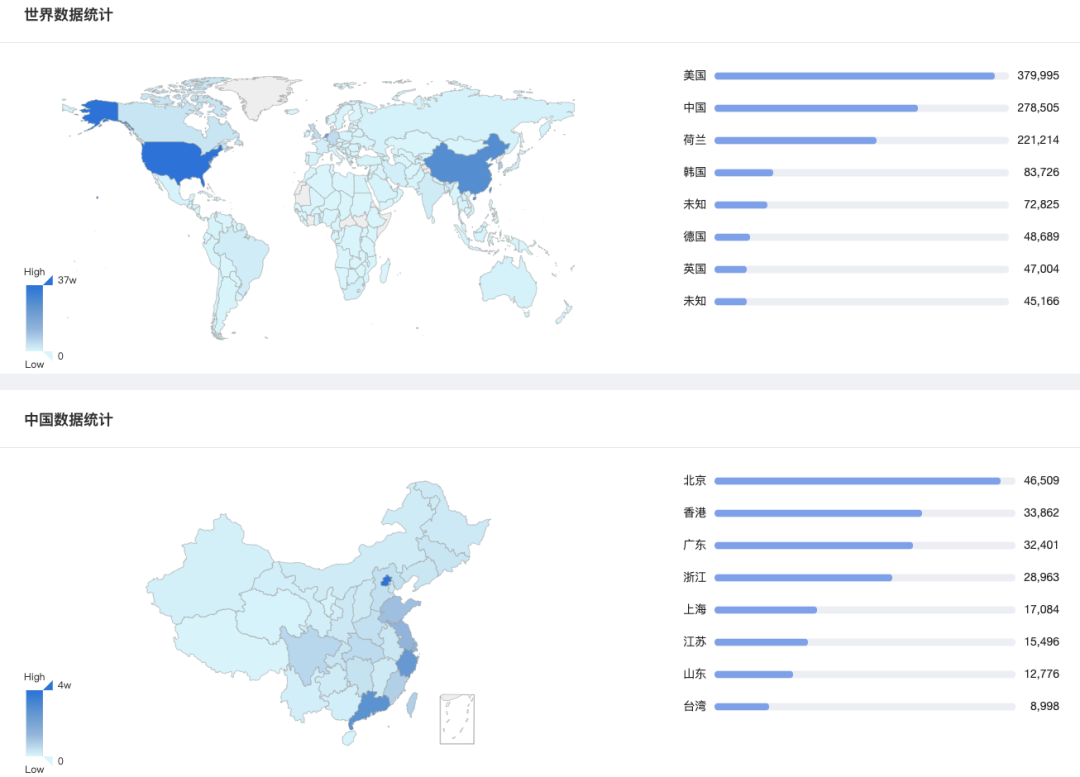 世界数据统计
美国 379,995
中国 278,505
荷兰 221,214
韩国 83,726
未知 72,825
德国 48,689
英国 47,004
未知 45,166
High
37w
0
Low
中国数据统计
北京 46,509
香港 33,862
广东 32,401
浙江 28,963
上海 17,084
江苏 15,496
山东 12,776
台湾 8,998
High
4w
0
Low